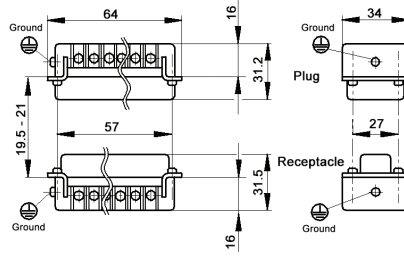 64
16
34
Ground
Ground
31.2
Plug
19.5 - 21
57
27
Receptacle
31.5
Ground
Ground
16